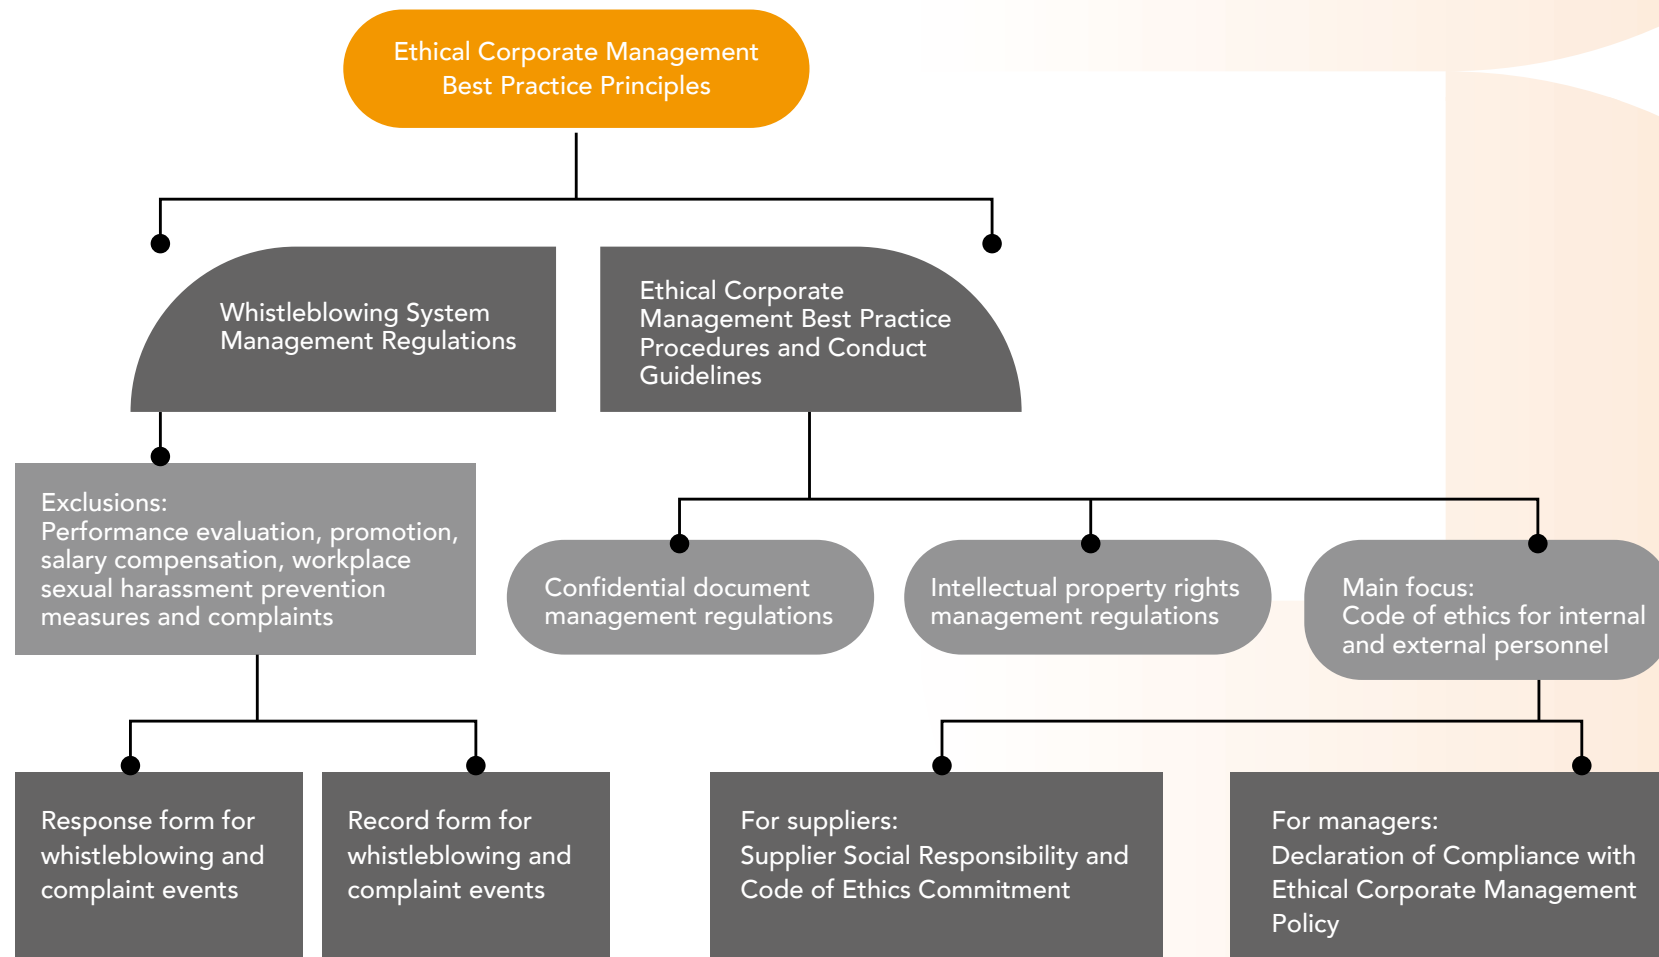 Ethical Corporate Management
Best Practice Principles
Whistleblowing System
Management Regulations
Ethical Corporate
Management Best Practice
Procedures and Conduct
Guidelines
Exclusions:
Performance evaluation, promotion,
salary compensation, workplace
sexual harassment prevention
measures and complaints
Confidential document
management regulations
Intellectual property rights
management regulations
Main focus:
Code of ethics for internal
and external personnel
Response form for
whistleblowing and
complaint events
Record form for
whistleblowing and
complaint events
For suppliers:
Supplier Social Responsibility and
Code of Ethics Commitment
For managers:
Declaration of Compliance with
Ethical Corporate Management
Policy